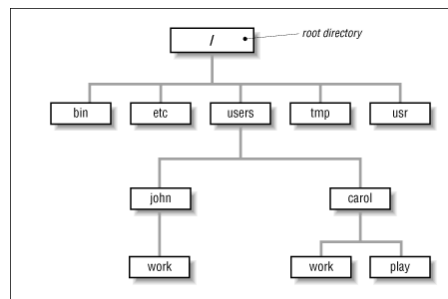 /
root directory
bin
etc
users
tmp
usr
john
carol
work
work
play